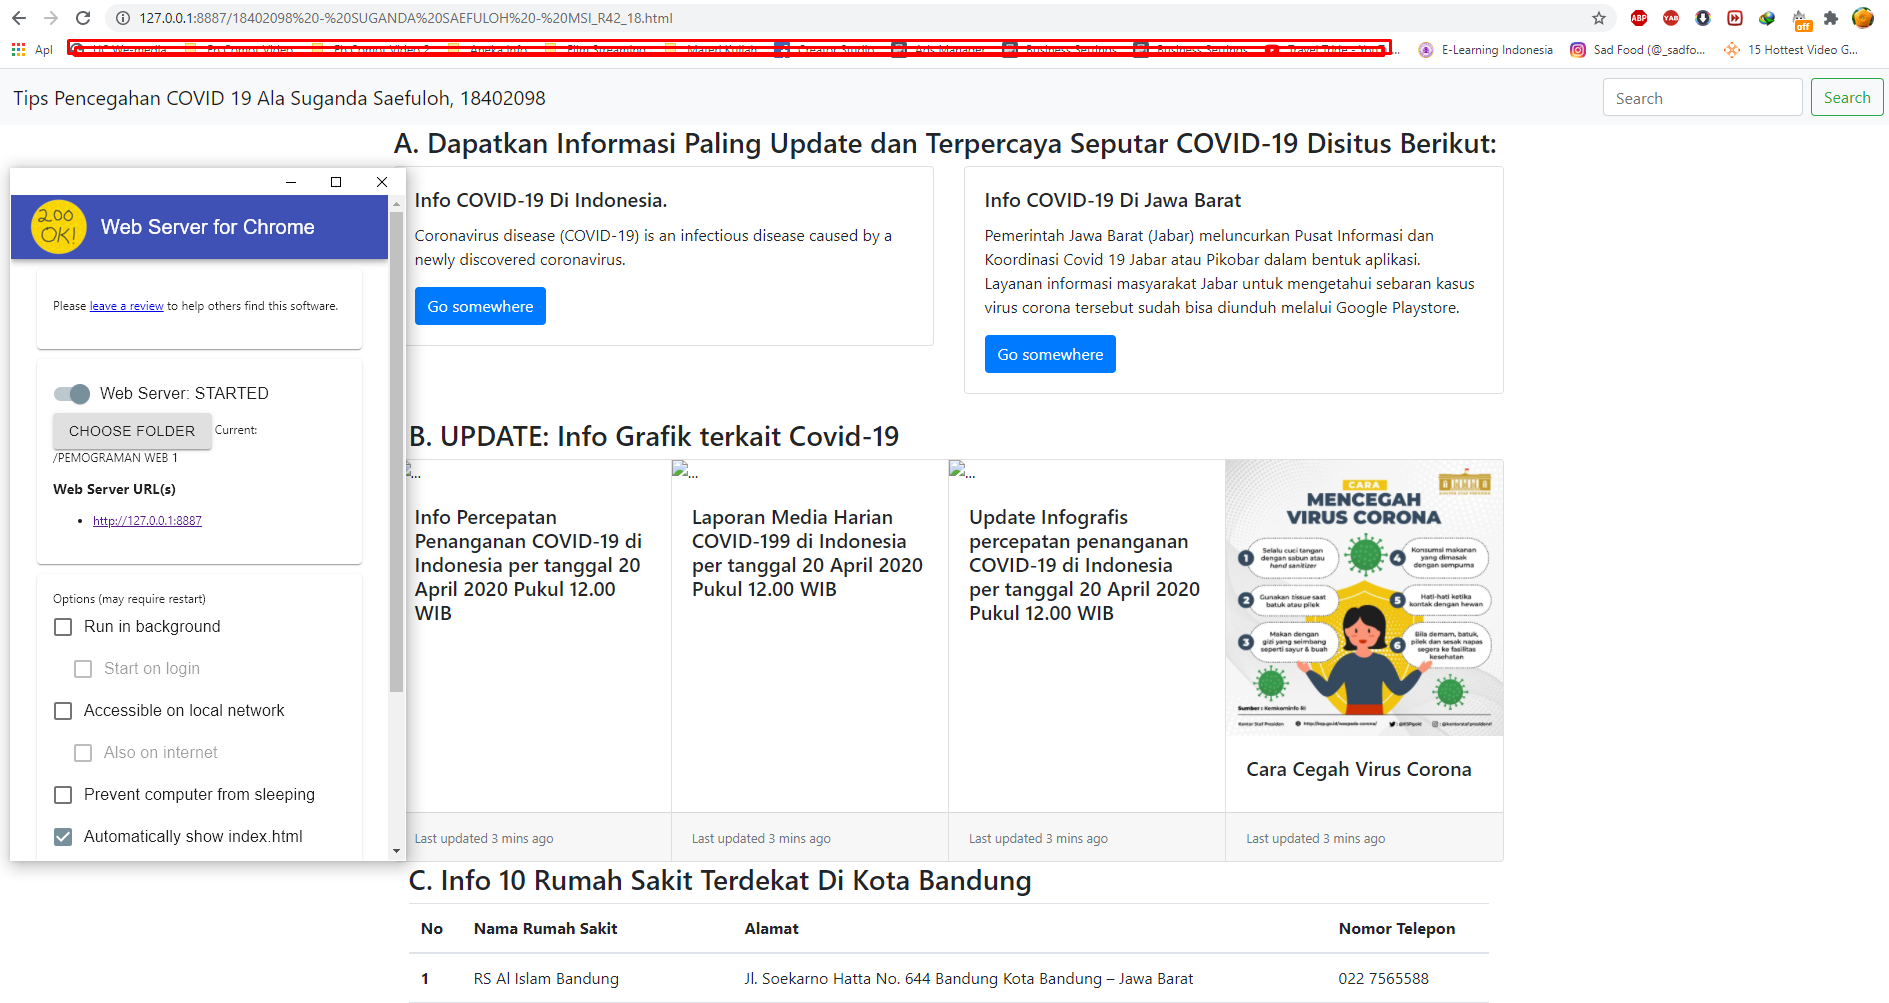 127.0.0.1:8887/18402098%20-%20SUGANDA%20SAEFULOH%20-%20MSI_R42_18.html
ABP
YAB
off
Apl
E-Learning Indonesia
Sad Food (@_sadfo...
15 Hottest Video G...
Tips Pencegahan COVID 19 Ala Suganda Saefuloh, 18402098
Search
Search
A. Dapatkan Informasi Paling Update dan Terpercaya Seputar COVID-19 Disitus Berikut:
200
OK!
Web Server for Chrome
Please leave a review to help others find this software.
Web Server: STARTED
CHOOSE FOLDER Current:
/PEMOGRAMAN WEB 1
Web Server URL(s)
http://127.0.0.1:8887
Options (may require restart)
Run in background
Start on login
Accessible on local network
Also on internet
Prevent computer from sleeping
Automatically show index.html
Info COVID-19 Di Indonesia.
Coronavirus disease (COVID-19) is an infectious disease caused by a
newly discovered coronavirus.
Go somewhere
Info COVID-19 Di Jawa Barat
Pemerintah Jawa Barat (Jabar) meluncurkan Pusat Informasi dan
Koordinasi Covid 19 Jabar atau Pikobar dalam bentuk aplikasi.
Layanan informasi masyarakat Jabar untuk mengetahui sebaran kasus
virus corona tersebut sudah bisa diunduh melalui Google Playstore.
Go somewhere
B. UPDATE: Info Grafik terkait Covid-19
...
Info Percepatan
Penanganan COVID-19 di
Indonesia per tanggal 20
April 2020 Pukul 12.00
WIB
Last updated 3 mins ago
...
Laporan Media Harian
COVID-199 di Indonesia
per tanggal 20 April 2020
Pukul 12.00 WIB
Last updated 3 mins ago
...
Update Infografis
percepatan penanganan
COVID-19 di Indonesia
per tanggal 20 April 2020
Pukul 12.00 WIB
Last updated 3 mins ago
CARA
MENCEGAH
VIRUS CORONA
1 Selalu cuci tangan
dengan sabun atau
hand sanitizer
2 Gunakan tissue saat
batuk atau pilek
3 Makan dengan
gizi yang seimbang
seperti sayur & buah
4 Konsumsi makanan
yang dimasak
dengan sempurna
5 Hati-hati ketika
kontak dengan hewan
6 Bila demam, batuk,
pilek dan sesak napas
segera ke fasilitas
kesehatan
Sumber : Kemkominfo RI
Kantor Staf Presiden
Cara Cegah Virus Corona
Last updated 3 mins ago
C. Info 10 Rumah Sakit Terdekat Di Kota Bandung
No Nama Rumah Sakit Alamat Nomor Telepon
1 RS Al Islam Bandung Jl. Soekarno Hatta No. 644 Bandung Kota Bandung – Jawa Barat 022 7565588